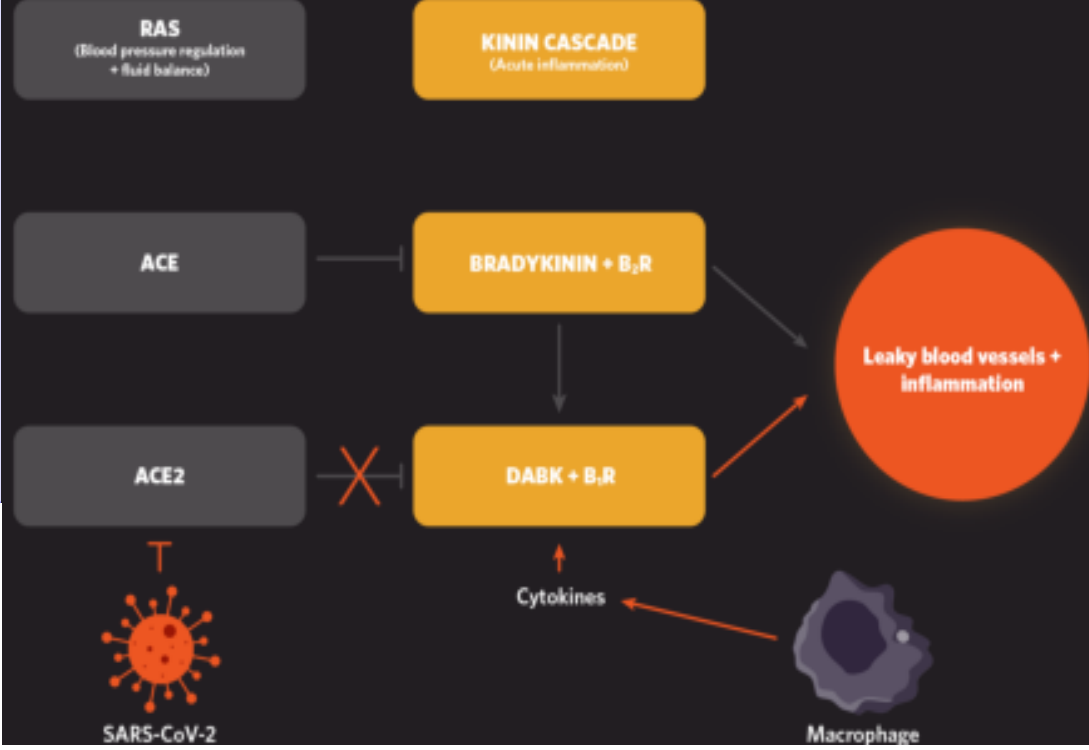 RAS
(Blood pressure regulation
+ fluid balance)
KININ CASCADE
(Acute inflammation)
ACE
BRADYKININ + B₂R
Leaky blood vessels +
inflammation
ACE2
DABK + B₁R
Cytokines
SARS-CoV-2
Macrophage